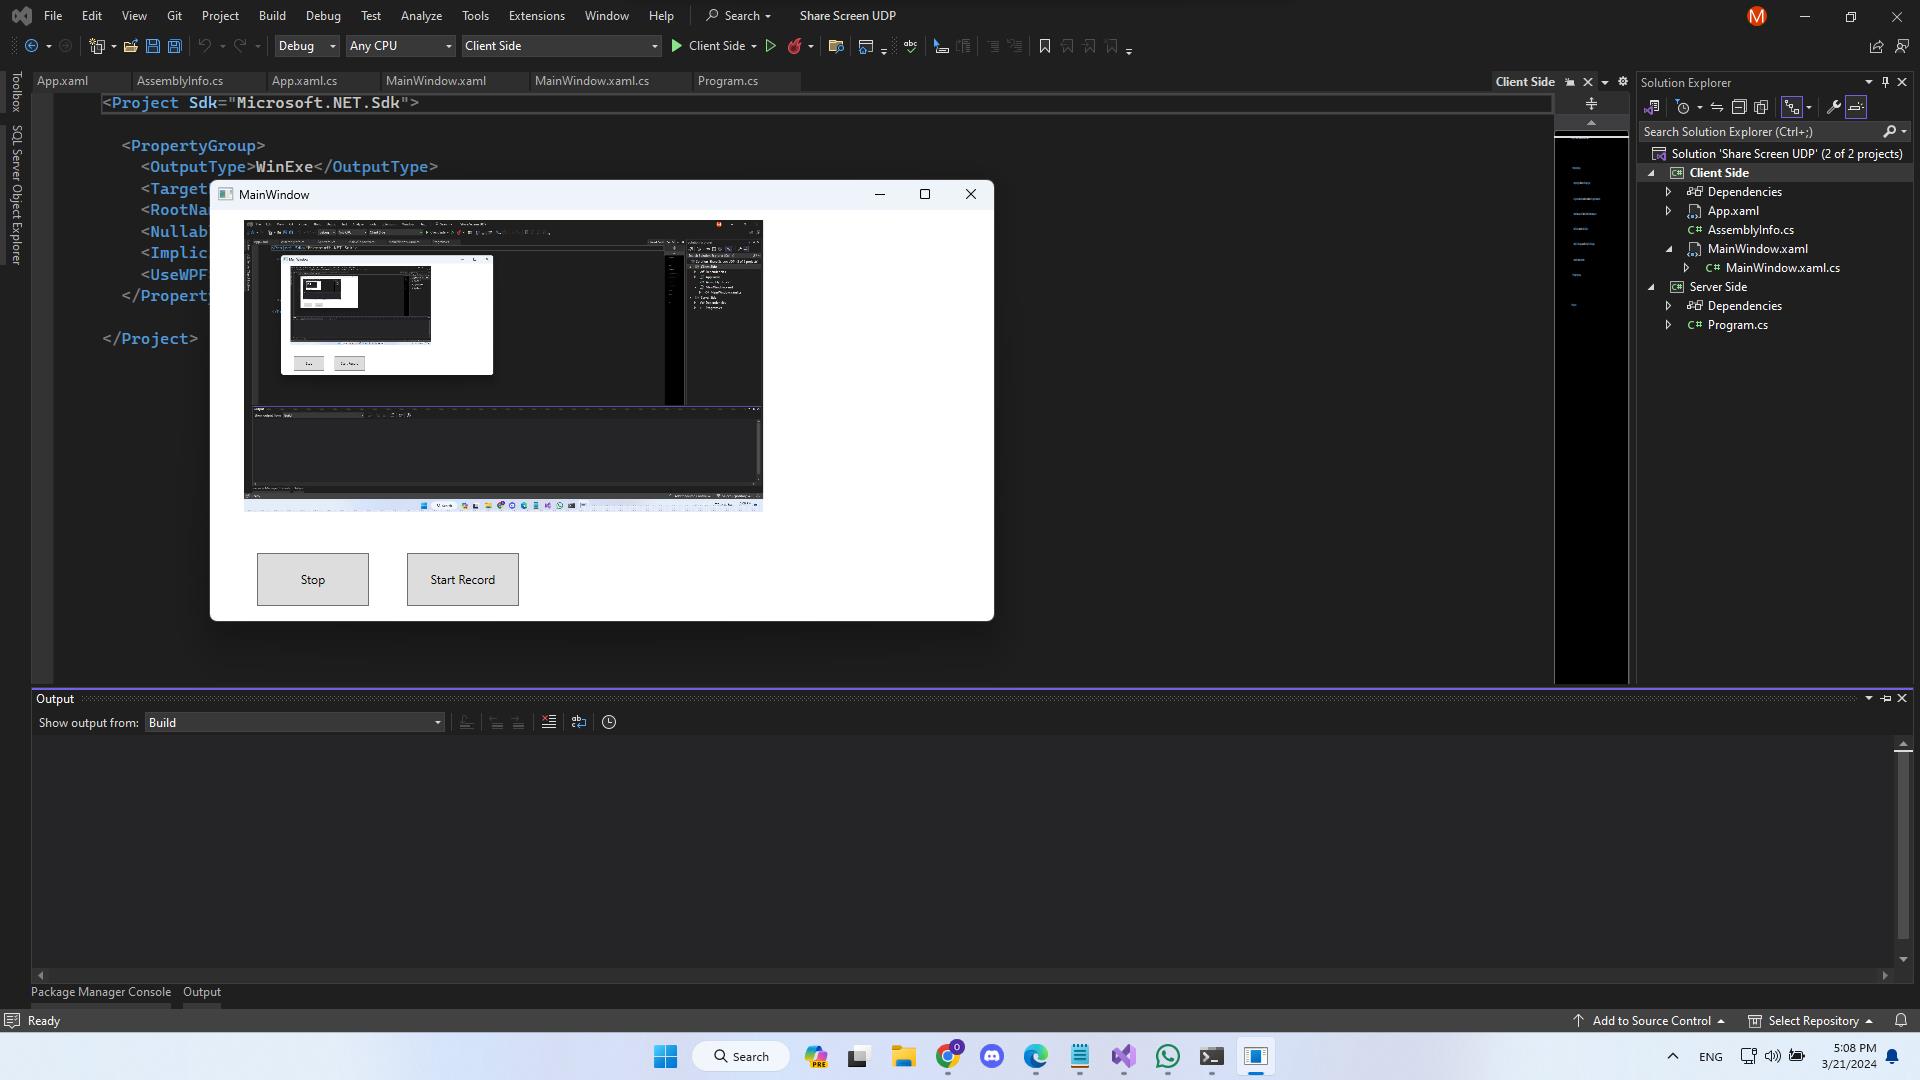 File Edit View Git Project Build Debug Test Analyze Tools Extensions Window Help Search Share Screen UDP M
Debug Any CPU Client Side Client Side
App.xaml AssemblyInfo.cs App.xaml.cs MainWindow.xaml MainWindow.xaml.cs Program.cs Client Side
Toolbox
SQL Server Object Explorer
<Project Sdk="Microsoft.NET.Sdk">
<PropertyGroup>
<OutputType>WinExe</OutputType>
<Target
<RootNa
<Nullab
<Implic
<UseWPF
</Property
</Project>
MainWindow
Stop
Start Record
Solution Explorer
Search Solution Explorer (Ctrl+;)
Solution 'Share Screen UDP' (2 of 2 projects)
C# Client Side
Dependencies
App.xaml
C# AssemblyInfo.cs
MainWindow.xaml
C# MainWindow.xaml.cs
C# Server Side
Dependencies
C# Program.cs
Output
Show output from: Build
Package Manager Console Output
Ready
Add to Source Control Select Repository
Search
PRE
0
ENG
5:08 PM
3/21/2024